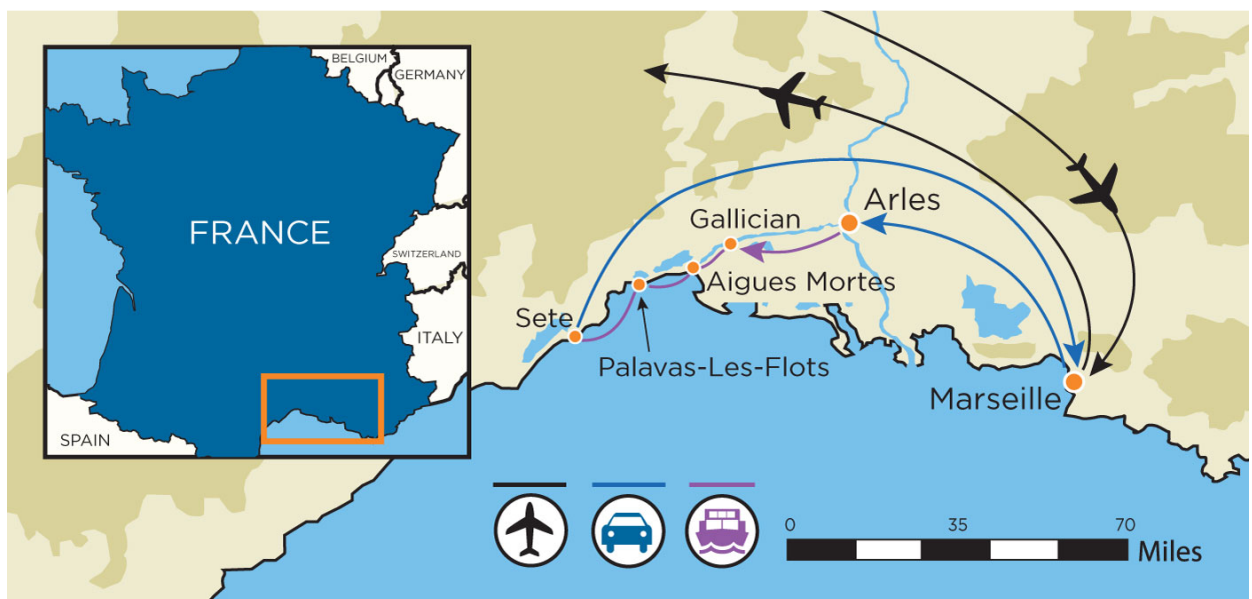 BELGIUM
GERMANY
FRANCE
SWITZERLAND
ITALY
SPAIN
Arles
Gallician
Aigues Mortes
Sete
Palavas-Les-Flots
Marseille
0 35 70
Miles